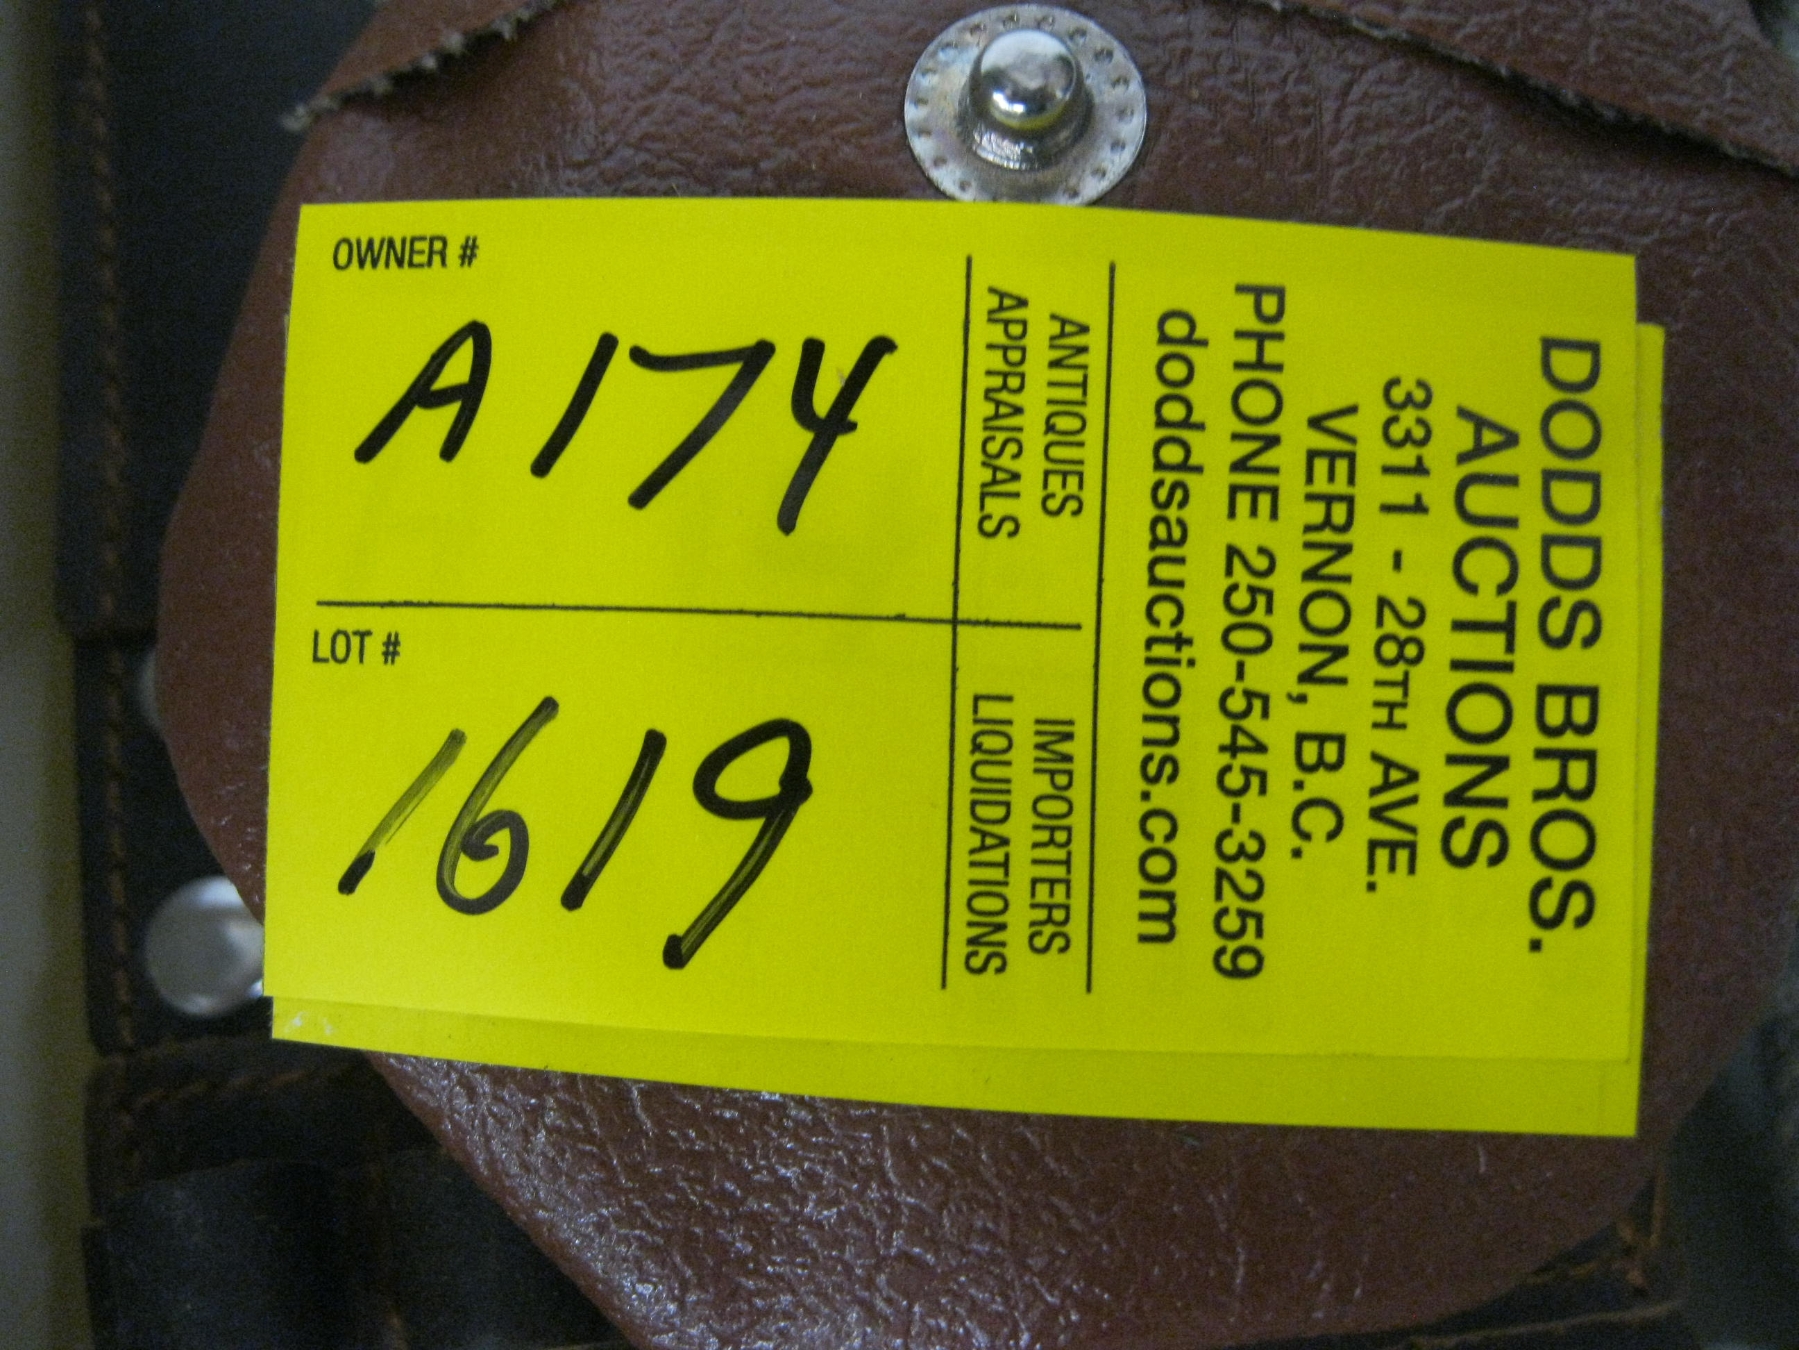 OWNER #
A174
LOT #
1619
DODDS BROS.
AUCTIONS
3311 - 28TH AVE.
VERNON, B.C.
PHONE 250-545-3259
doddsauctions.com
ANTIQUES
APPRAISALS
IMPORTERS
LIQUIDATIONS